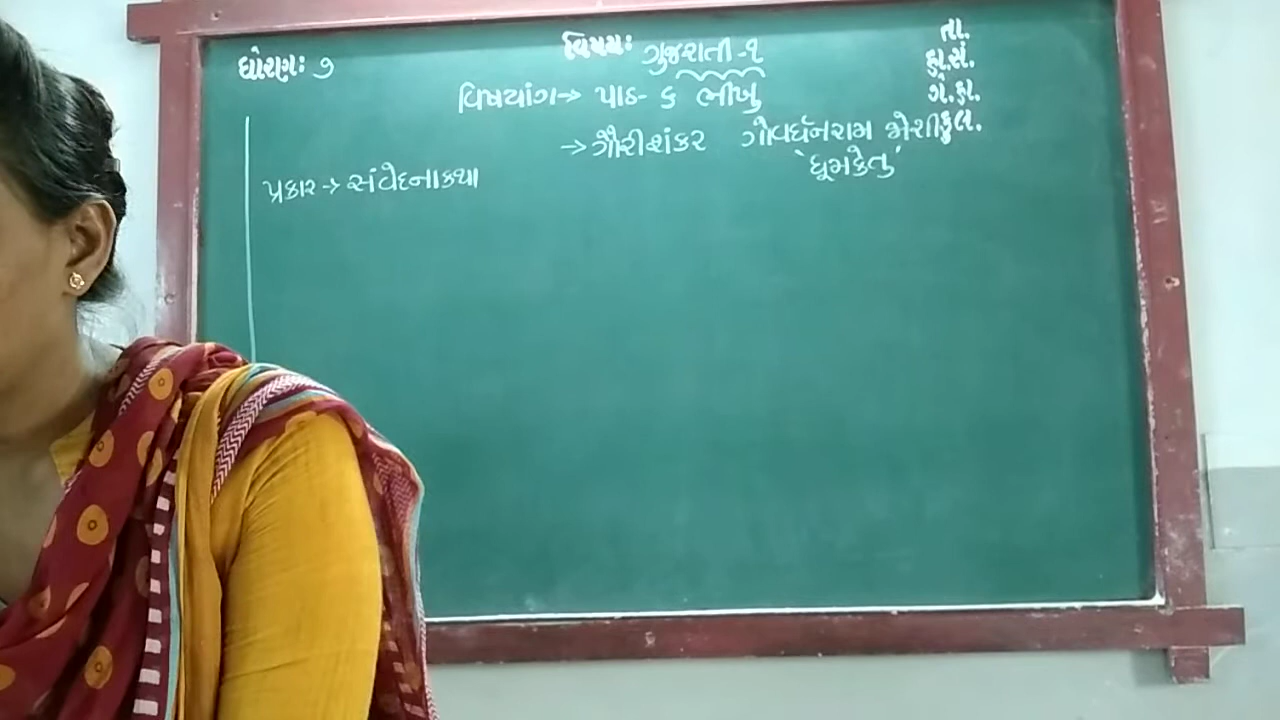 ધોરણ: ૭
વિષય: ગુજરાતી - ૧
તા.
હા.સં.
ગે.હા.
કુલ.
વિષયાંગ → પાઠ - ૬ ભીખુ
→ ગૌરીશંકર ગોવર્ધનરામ જોશી
'ધૂમકેતુ'
પ્રકાર → સંવેદનાકથા